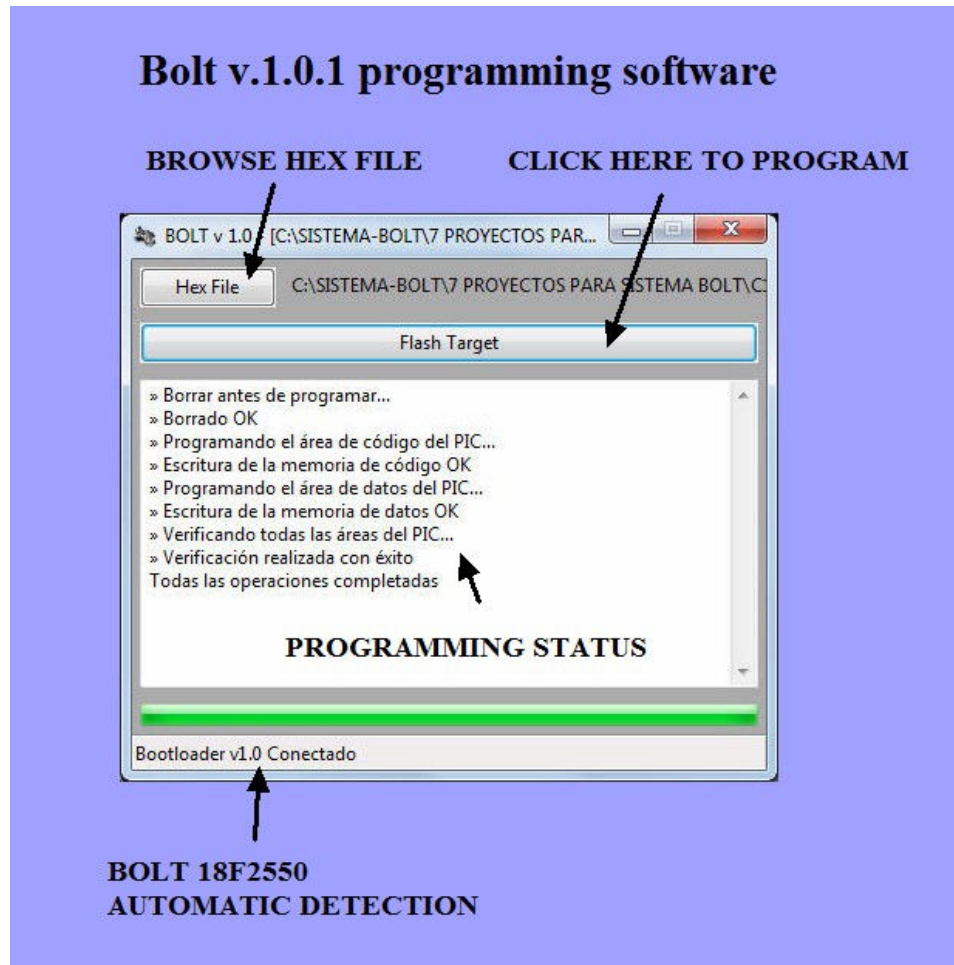 Bolt v.1.0.1 programming software
BROWSE HEX FILE
CLICK HERE TO PROGRAM
BOLT v 1.0 [C:\SISTEMA-BOLT\7 PROYECTOS PAR...
Hex File
C:\SISTEMA-BOLT\7 PROYECTOS PARA SISTEMA BOLT\C:
Flash Target
» Borrar antes de programar...
» Borrado OK
» Programando el área de código del PIC...
» Escritura de la memoria de código OK
» Programando el área de datos del PIC...
» Escritura de la memoria de datos OK
» Verificando todas las áreas del PIC...
» Verificación realizada con éxito
Todas las operaciones completadas
PROGRAMMING STATUS
Bootloader v1.0 Conectado
BOLT 18F2550
AUTOMATIC DETECTION